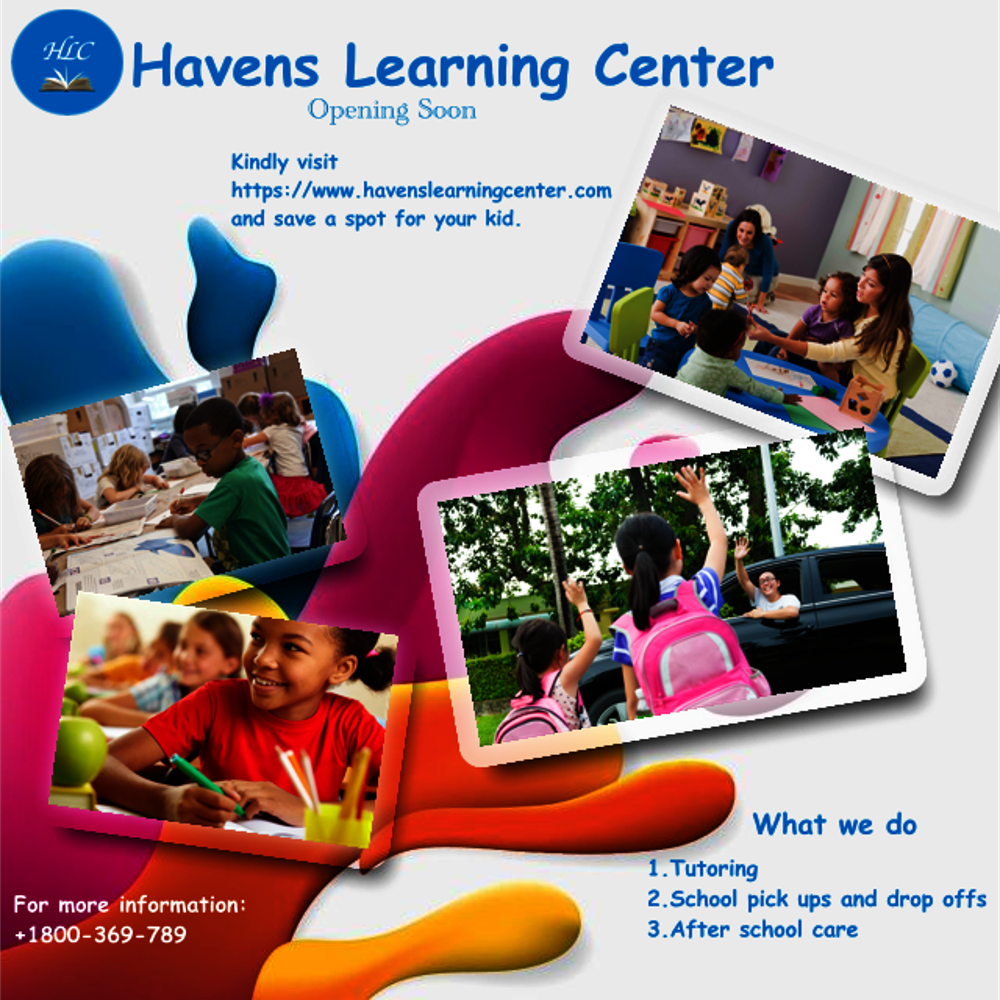 HLC
Havens Learning Center
Opening Soon
Kindly visit
https://www.havenslearningcenter.com
and save a spot for your kid.
What we do
1.Tutoring
2.School pick ups and drop offs
3.After school care
For more information:
+1800-369-789